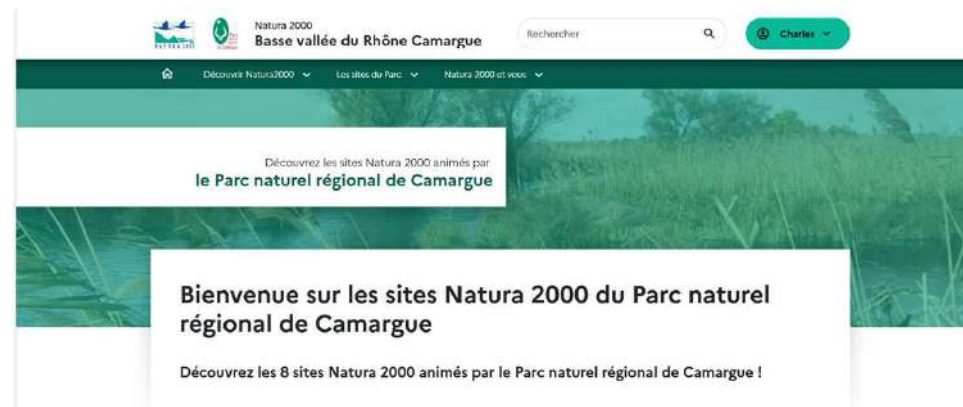 Natura 2000
Basse vallée du Rhône Camargue
Rechercher
Charles
Découvrir Natura2000
Les sites du Parc
Natura 2000 et vous
Découvrez les sites Natura 2000 animés par
le Parc naturel régional de Camargue
Bienvenue sur les sites Natura 2000 du Parc naturel
régional de Camargue
Découvrez les 8 sites Natura 2000 animés par le Parc naturel régional de Camargue !